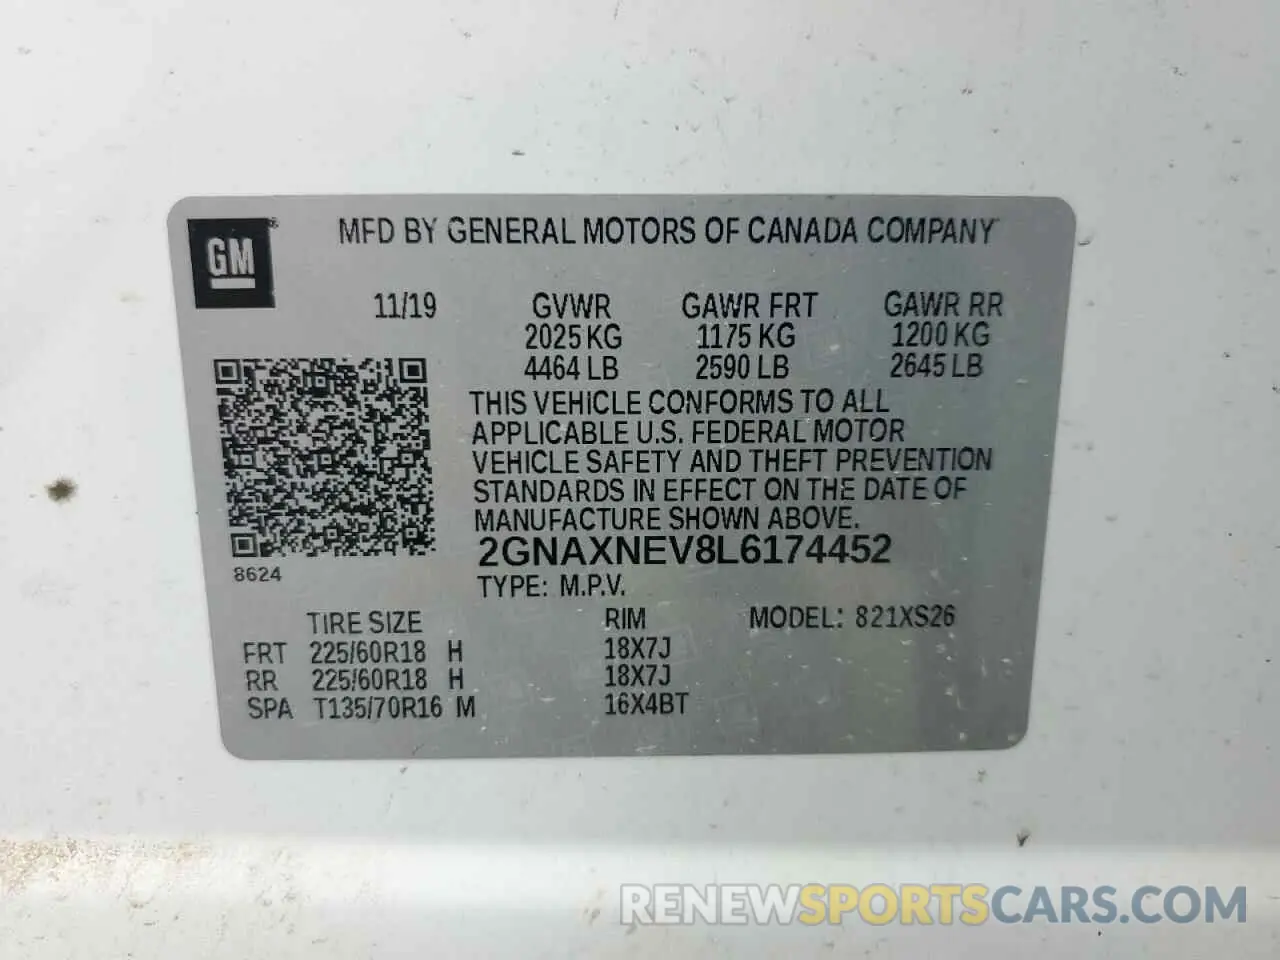 GM®
MFD BY GENERAL MOTORS OF CANADA COMPANY
11/19 GVWR GAWR FRT GAWR RR
2025 KG 1175 KG 1200 KG
4464 LB 2590 LB 2645 LB
THIS VEHICLE CONFORMS TO ALL
APPLICABLE U.S. FEDERAL MOTOR
VEHICLE SAFETY AND THEFT PREVENTION
STANDARDS IN EFFECT ON THE DATE OF
MANUFACTURE SHOWN ABOVE.
2GNAXNEV8L6174452
8624
TYPE: M.P.V.
TIRE SIZE RIM MODEL: 821XS26
FRT 225/60R18 H 18X7J
RR 225/60R18 H 18X7J
SPA T135/70R16 M 16X4BT
RENEWSPORTSCARS.COM